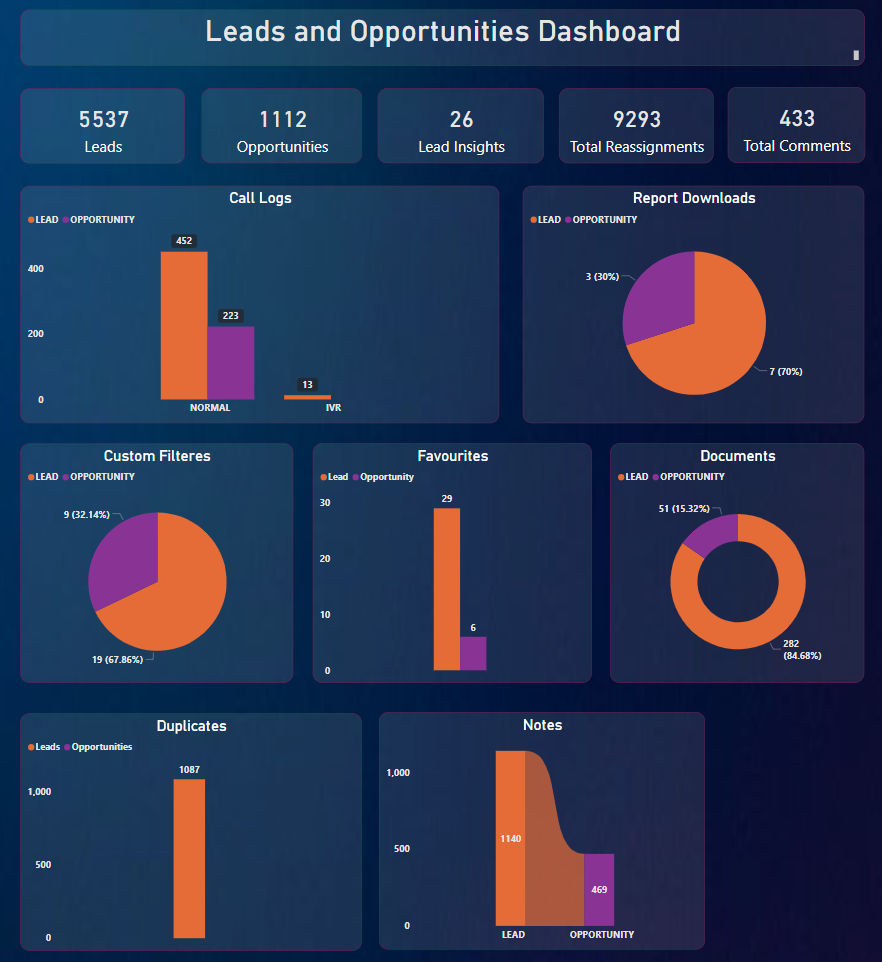 Leads and Opportunities Dashboard
5537
Leads
1112
Opportunities
26
Lead Insights
9293
Total Reassignments
433
Total Comments
Call Logs
LEAD OPPORTUNITY
452
400
223
200
13
0
NORMAL IVR
Report Downloads
LEAD OPPORTUNITY
3 (30%)
7 (70%)
Custom Filteres
LEAD OPPORTUNITY
9 (32.14%)
19 (67.86%)
Favourites
Lead Opportunity
29
30
20
10
6
0
Documents
LEAD OPPORTUNITY
51 (15.32%)
282
(84.68%)
Duplicates
Leads Opportunities
1087
1,000
500
0
Notes
1,000
1140
500
469
0
LEAD OPPORTUNITY